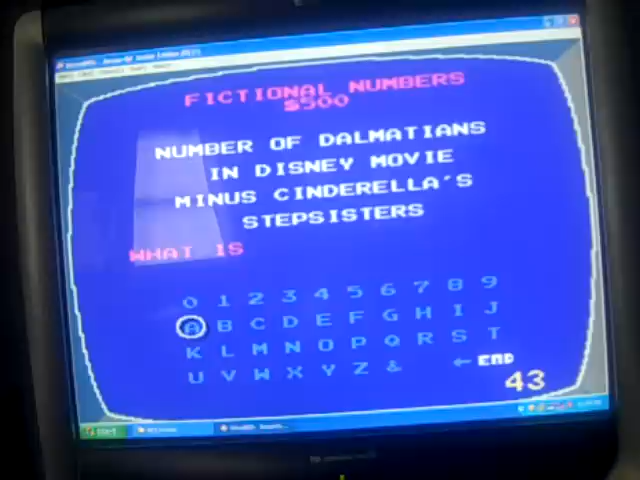 FICTIONAL NUMBERS
$500
NUMBER OF DALMATIANS
IN DISNEY MOVIE
MINUS CINDERELLA'S
STEPSISTERS
WHAT IS
0 1 2 3 4 5 6 7 8 9
A B C D E F G H I J
K L M N O P Q R S T
U V W X Y Z & ← END
43